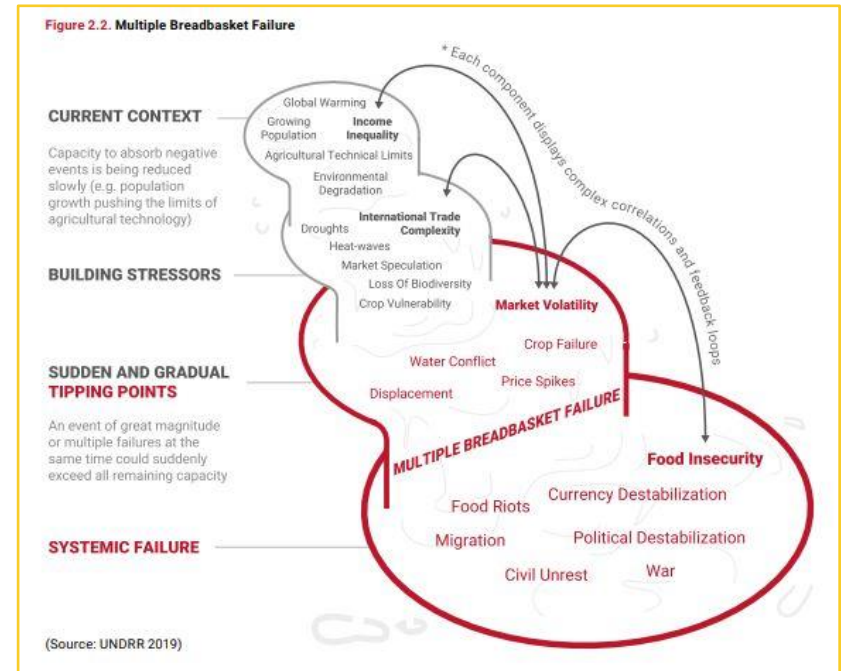 Figure 2.2. Multiple Breadbasket Failure
* Each component displays complex correlations and feedback loops
CURRENT CONTEXT
Capacity to absorb negative
events is being reduced
slowly (e.g. population
growth pushing the limits of
agricultural technology)
Global Warming
Growing
Population
Income
Inequality
Agricultural Technical Limits
Environmental
Degradation
BUILDING STRESSORS
International Trade
Complexity
Droughts
Heat-waves
Market Speculation
Loss Of Biodiversity
Crop Vulnerability
SUDDEN AND GRADUAL
TIPPING POINTS
An event of great magnitude
or multiple failures at the
same time could suddenly
exceed all remaining capacity
Market Volatility
Crop Failure
Water Conflict
Price Spikes
Displacement
MULTIPLE BREADBASKET FAILURE
SYSTEMIC FAILURE
Food Insecurity
Currency Destabilization
Food Riots
Migration
Political Destabilization
Civil Unrest
War
(Source: UNDRR 2019)